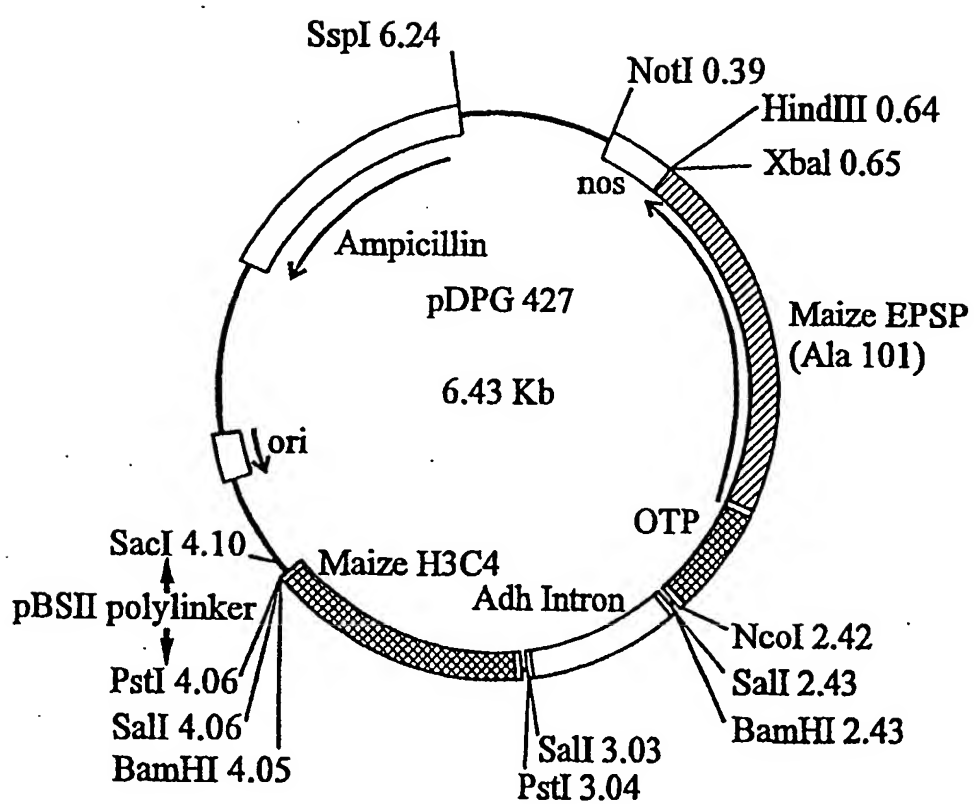 SspI 6.24
NotI 0.39
HindIII 0.64
XbaI 0.65
nos
Ampicillin
pDPG 427
Maize EPSP
(Ala 101)
6.43 Kb
ori
OTP
SacI 4.10
Maize H3C4
pBSII polylinker
Adh Intron
NcoI 2.42
PstI 4.06
SalI 2.43
SalI 4.06
BamHI 2.43
BamHI 4.05
SalI 3.03
PstI 3.04